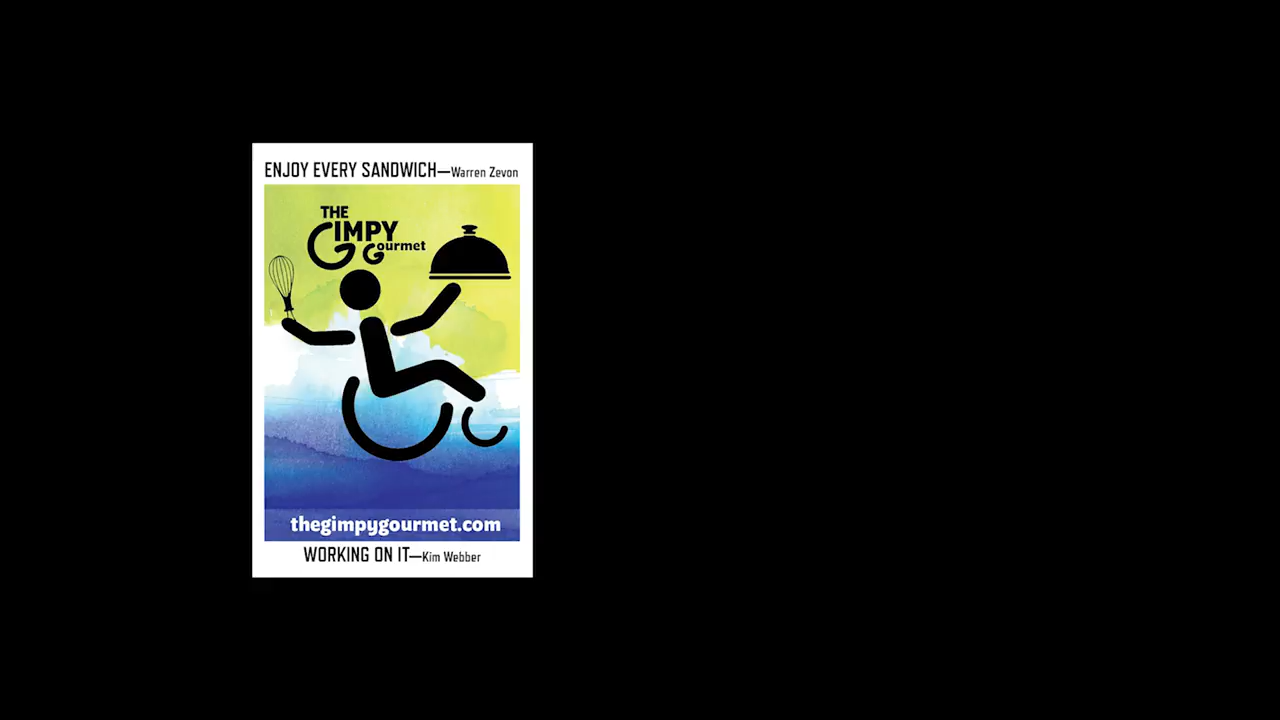 ENJOY EVERY SANDWICH—Warren Zevon
THE
GIMPY
Gourmet
thegimpygourmet.com
WORKING ON IT—Kim Webber